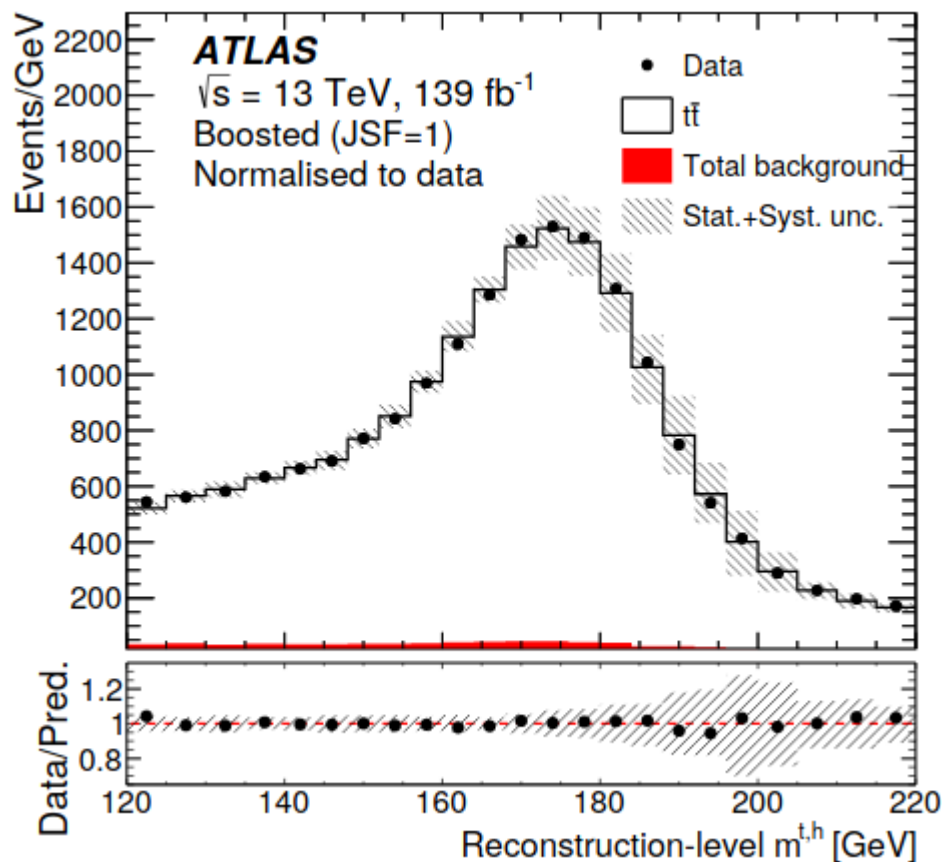 Events/GeV
2200
2000
1800
1600
1400
1200
1000
800
600
400
200
ATLAS
√s = 13 TeV, 139 fb⁻¹
Boosted (JSF=1)
Normalised to data
Data
tt̄
Total background
Stat.+Syst. unc.
Data/Pred.
1.2
1
0.8
120 140 160 180 200 220
Reconstruction-level m^{t,h} [GeV]